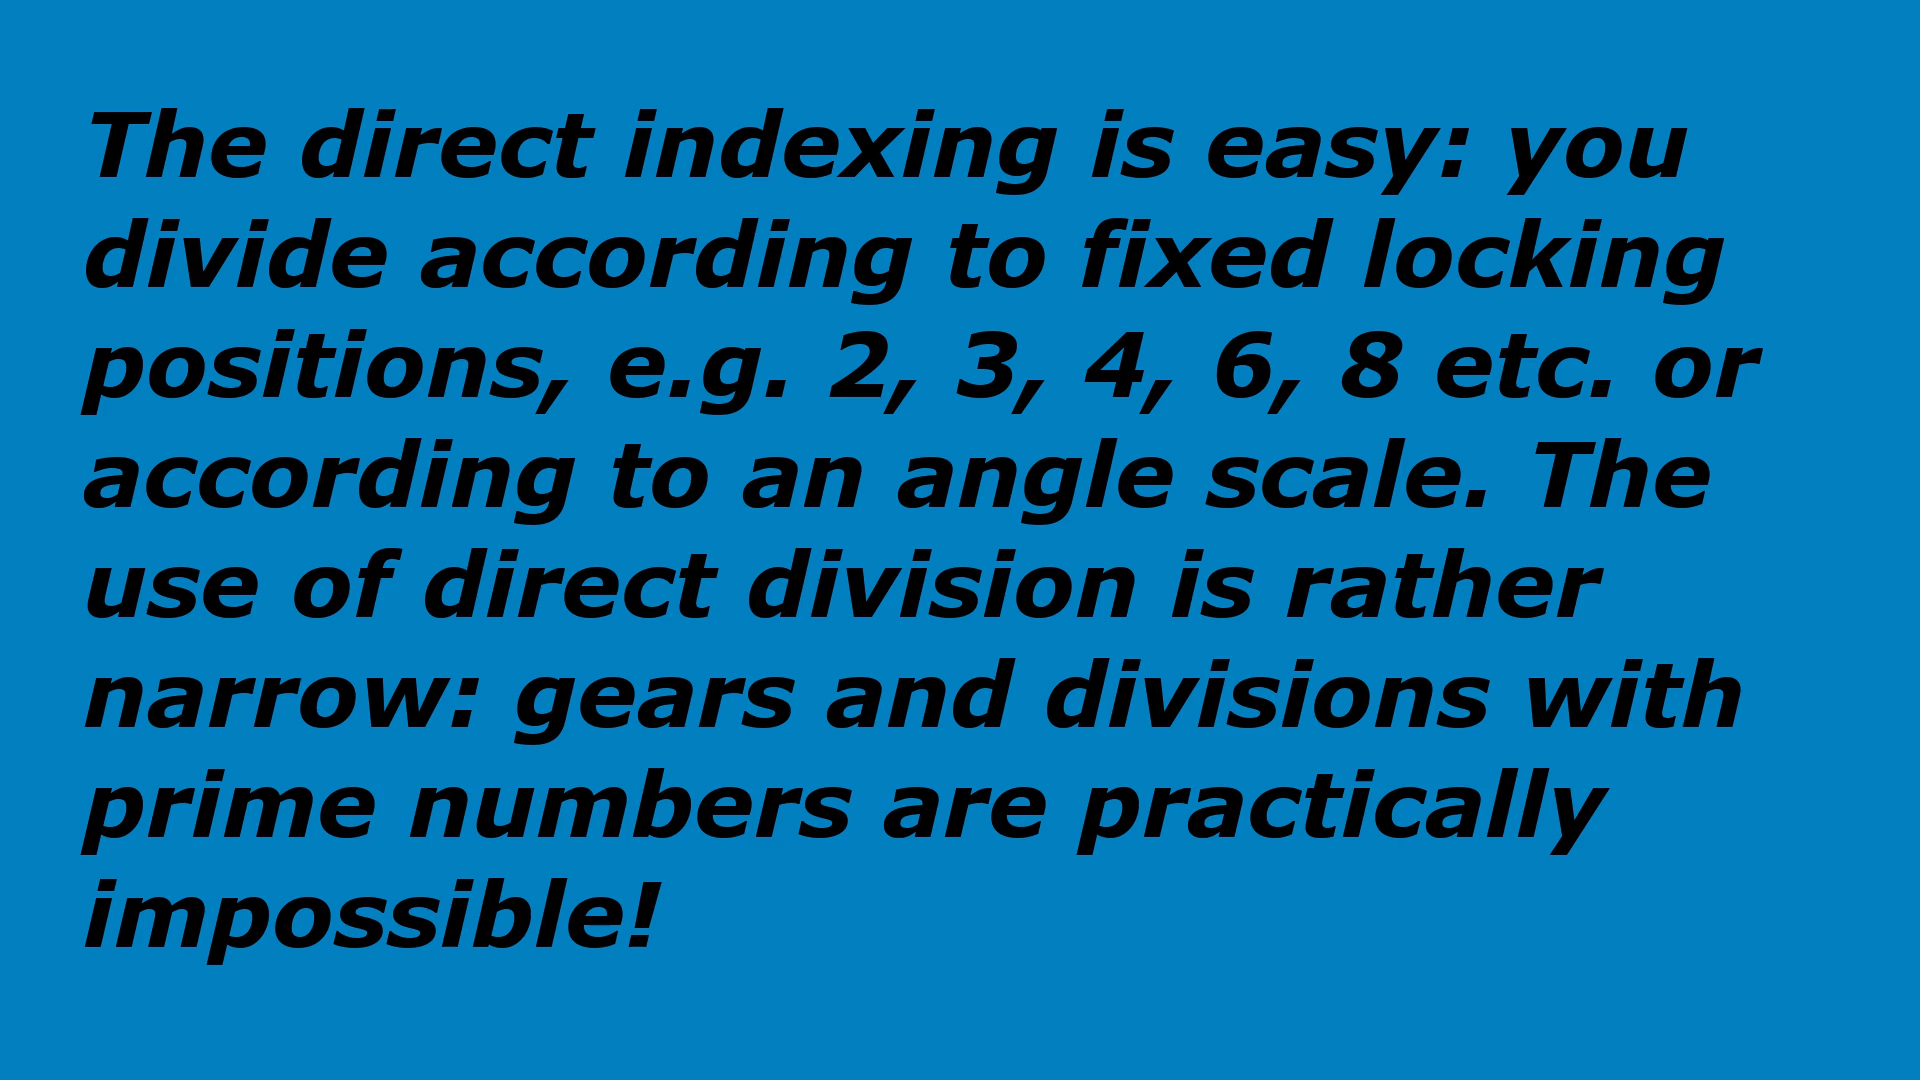 The direct indexing is easy: you
divide according to fixed locking
positions, e.g. 2, 3, 4, 6, 8 etc. or
according to an angle scale. The
use of direct division is rather
narrow: gears and divisions with
prime numbers are practically
impossible!